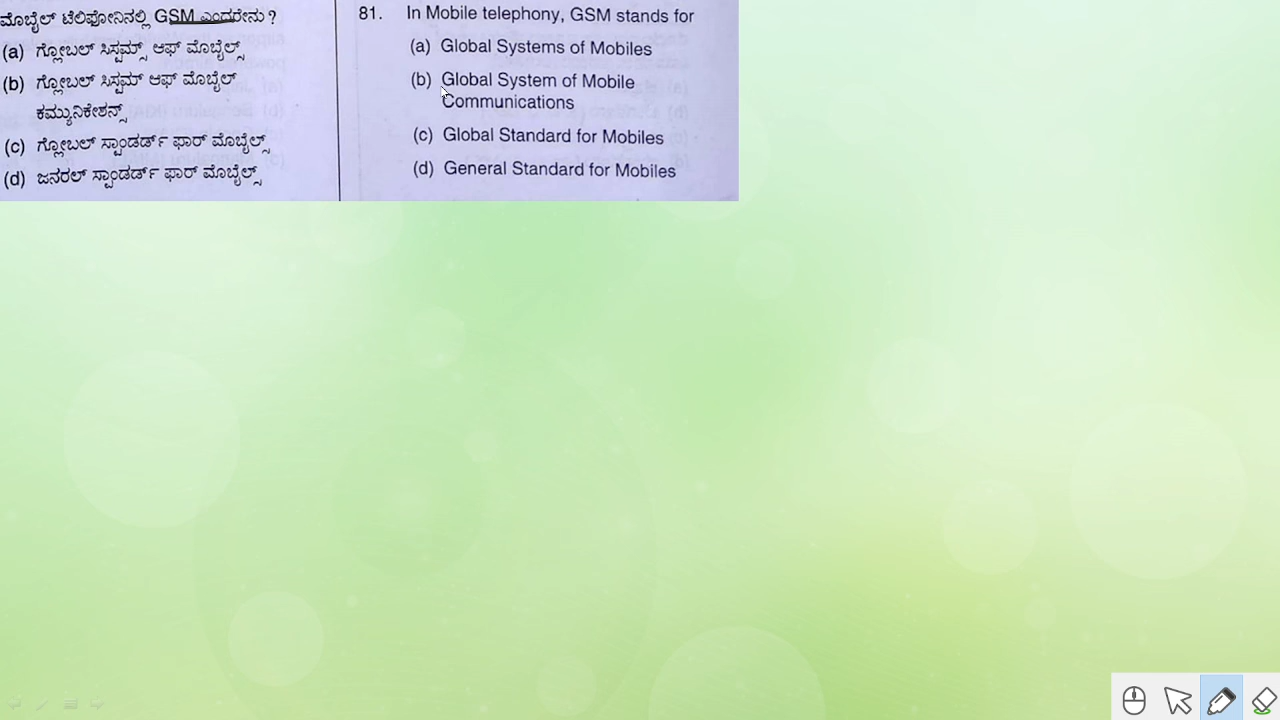 ಮೊಬೈಲ್ ಟೆಲಿಫೋನಿನಲ್ಲಿ GSM ಎಂದರೇನು ?
(a) ಗ್ಲೋಬಲ್ ಸಿಸ್ಟಮ್ಸ್ ಆಫ್ ಮೊಬೈಲ್ಸ್
(b) ಗ್ಲೋಬಲ್ ಸಿಸ್ಟಮ್ ಆಫ್ ಮೊಬೈಲ್
ಕಮ್ಯುನಿಕೇಶನ್ಸ್
(c) ಗ್ಲೋಬಲ್ ಸ್ಟಾಂಡರ್ಡ್ ಫಾರ್ ಮೊಬೈಲ್ಸ್
(d) ಜನರಲ್ ಸ್ಟಾಂಡರ್ಡ್ ಫಾರ್ ಮೊಬೈಲ್ಸ್
81. In Mobile telephony, GSM stands for
(a) Global Systems of Mobiles
(b) Global System of Mobile
Communications
(c) Global Standard for Mobiles
(d) General Standard for Mobiles